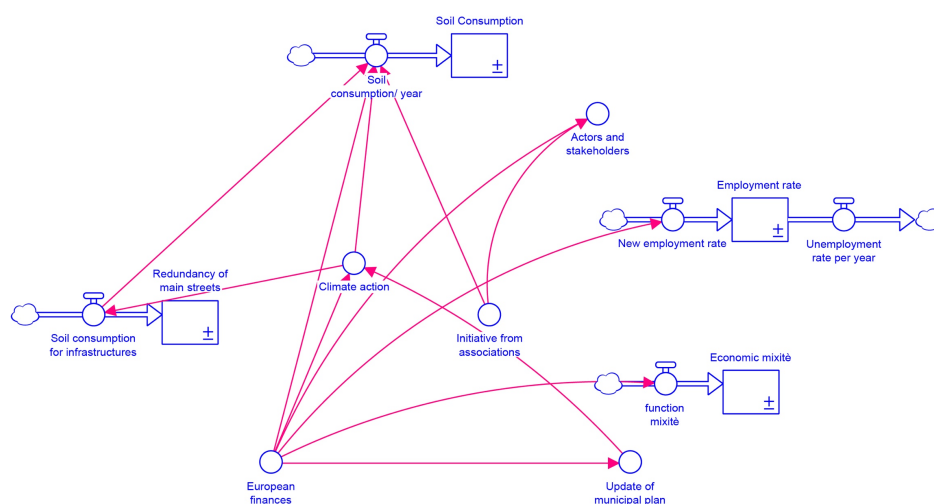 Soil Consumption
Soil
consumption/ year
Actors and
stakeholders
Employment rate
New employment rate
Unemployment
rate per year
Redundancy of
main streets
Climate action
Soil consumption
for infrastructures
Initiative from
associations
Economic mixitè
function
mixitè
European
finances
Update of
municipal plan